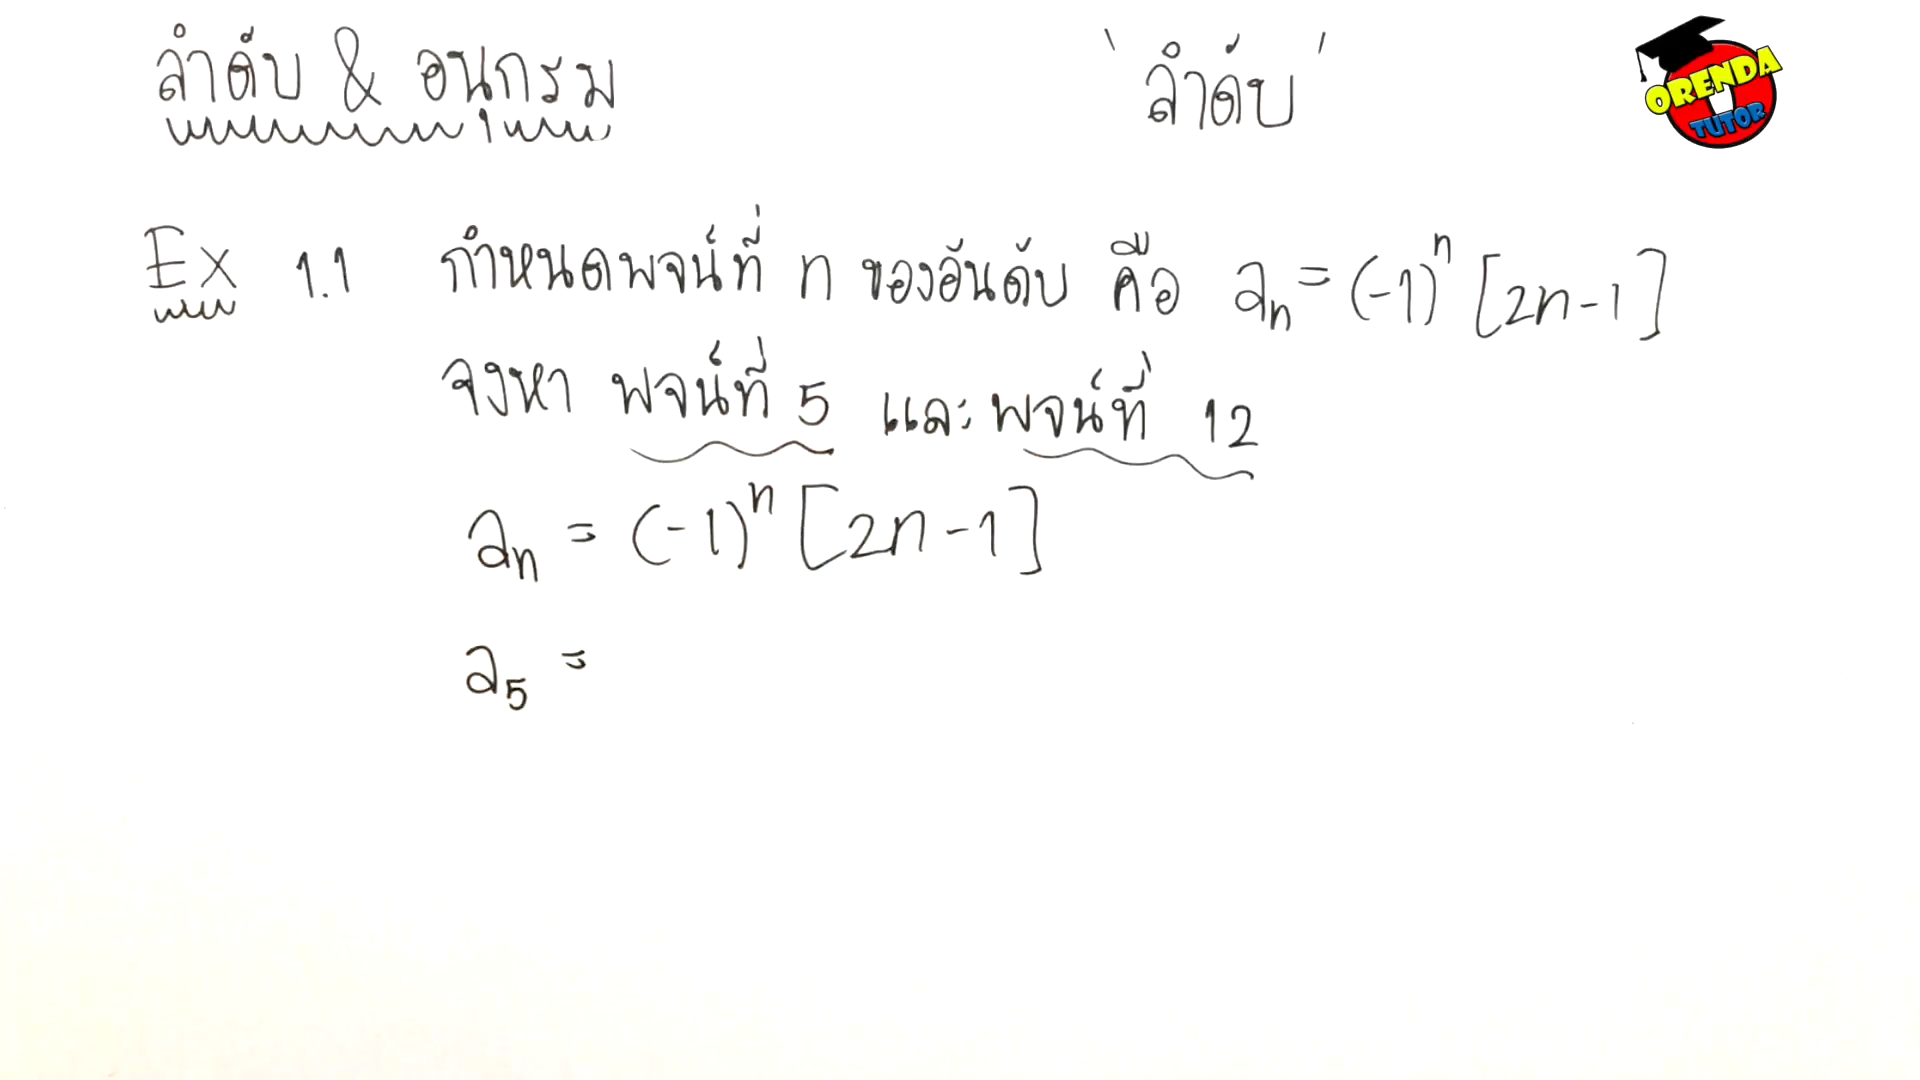 ลำดับ & อนุกรม
'ลำดับ'
ORENDA
TUTOR
Ex 1.1 กำหนดพจน์ที่ n ของอันดับ คือ aₙ = (-1)ⁿ [2n-1]
จงหา พจน์ที่ 5 และ พจน์ที่ 12
aₙ = (-1)ⁿ [2n-1]
a₅ =